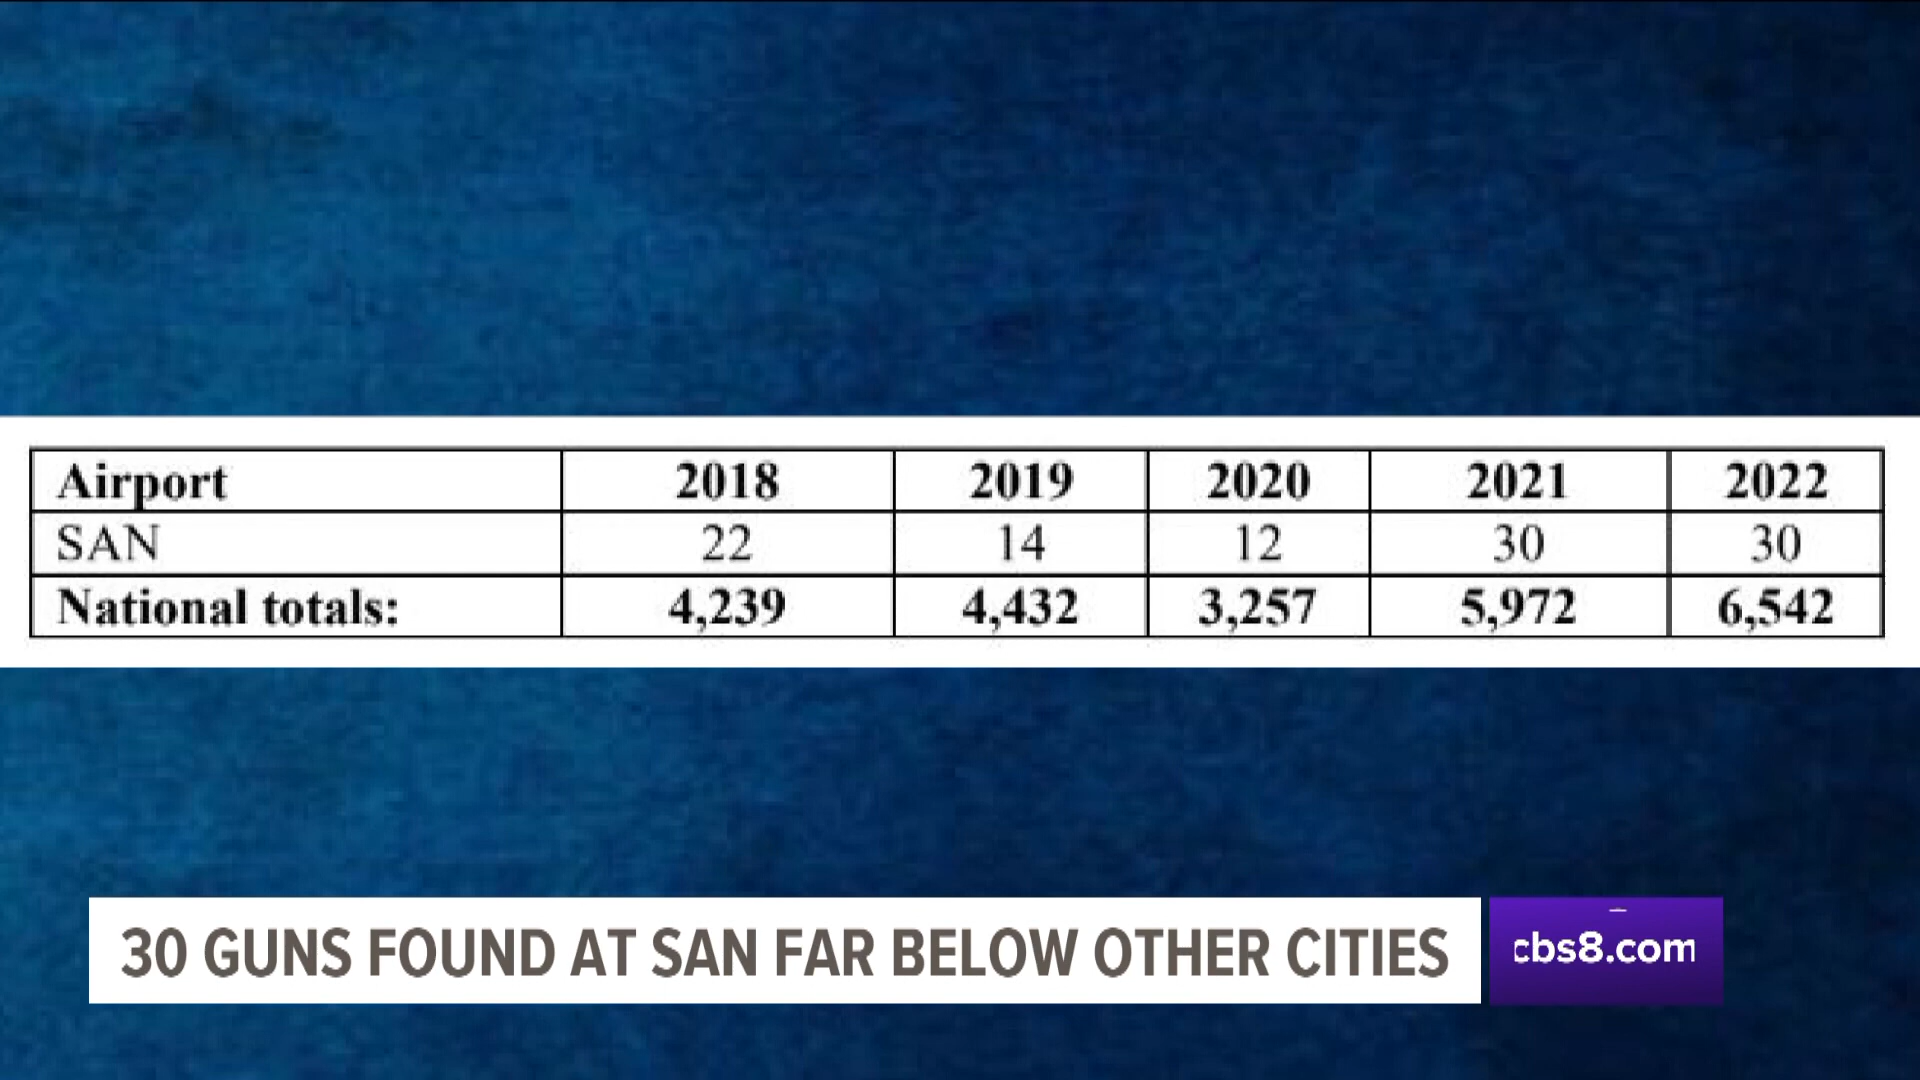 Airport 2018 2019 2020 2021 2022
SAN 22 14 12 30 30
National totals: 4,239 4,432 3,257 5,972 6,542
30 GUNS FOUND AT SAN FAR BELOW OTHER CITIES
cbs8.com